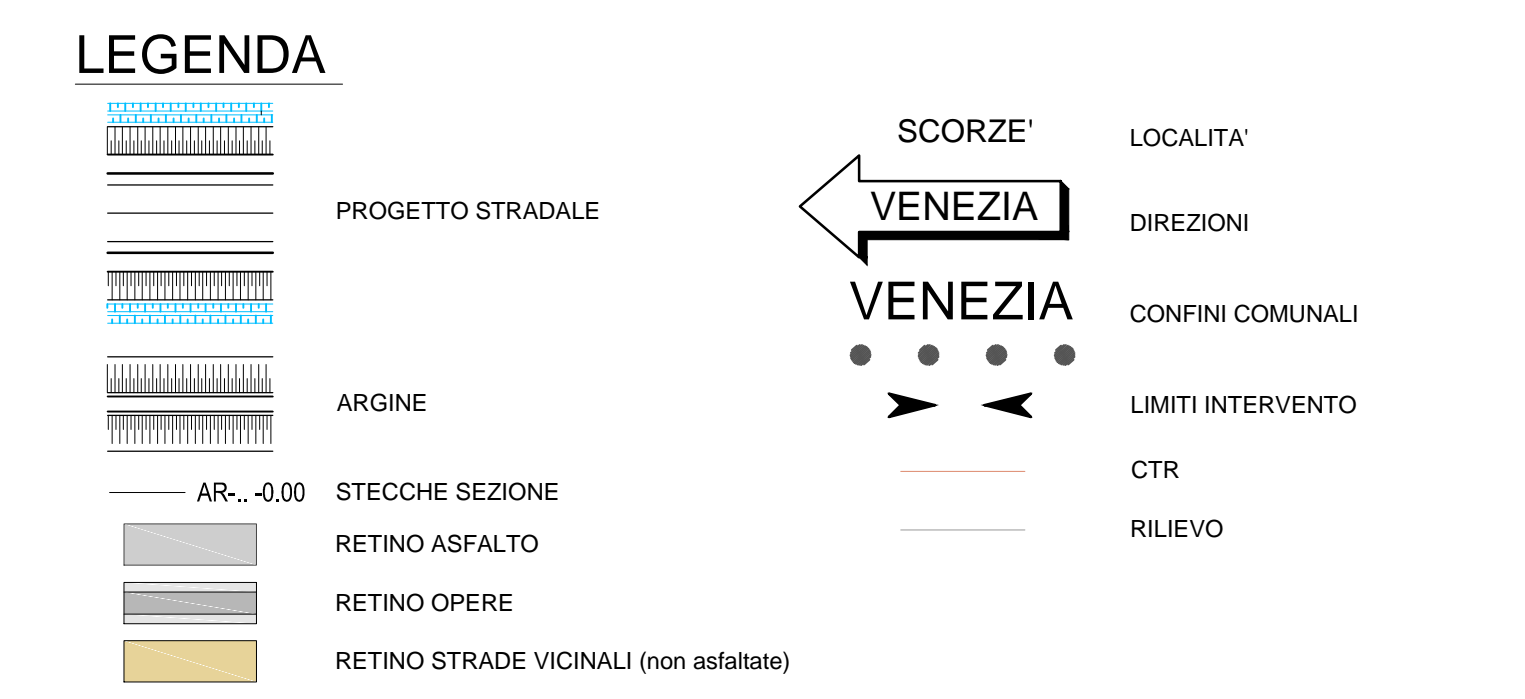 LEGENDA
PROGETTO STRADALE
ARGINE
AR-.. -0.00 STECCHE SEZIONE
RETINO ASFALTO
RETINO OPERE
RETINO STRADE VICINALI (non asfaltate)
SCORZE' LOCALITA'
VENEZIA DIREZIONI
VENEZIA CONFINI COMUNALI
LIMITI INTERVENTO
CTR
RILIEVO